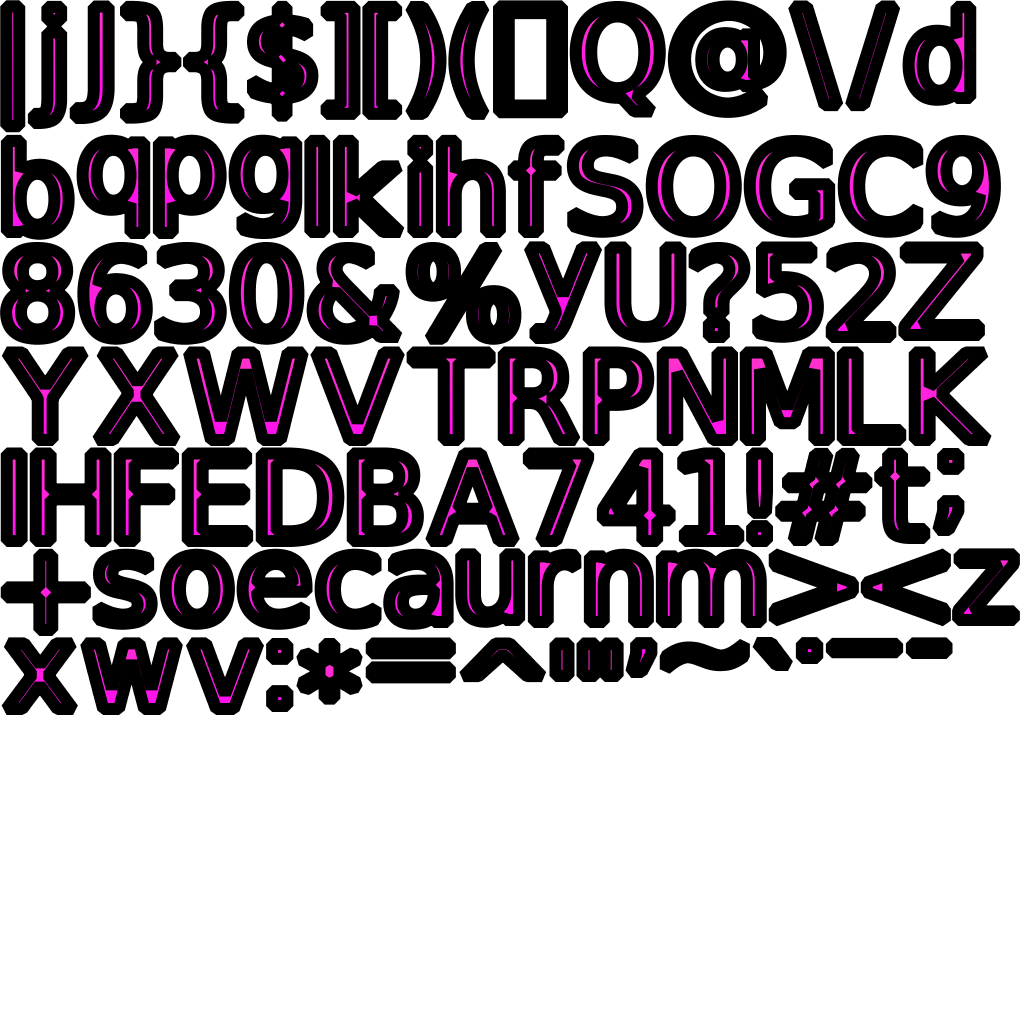 |jJ}{$][)(▯Q@\/d
bqpglkihfSOGC9
8630&%yU?52Z
YXWVTRPNMLK
IHFEDBA741!#t;
+soecaurnm><z
xwv:*=^"',~`·—-